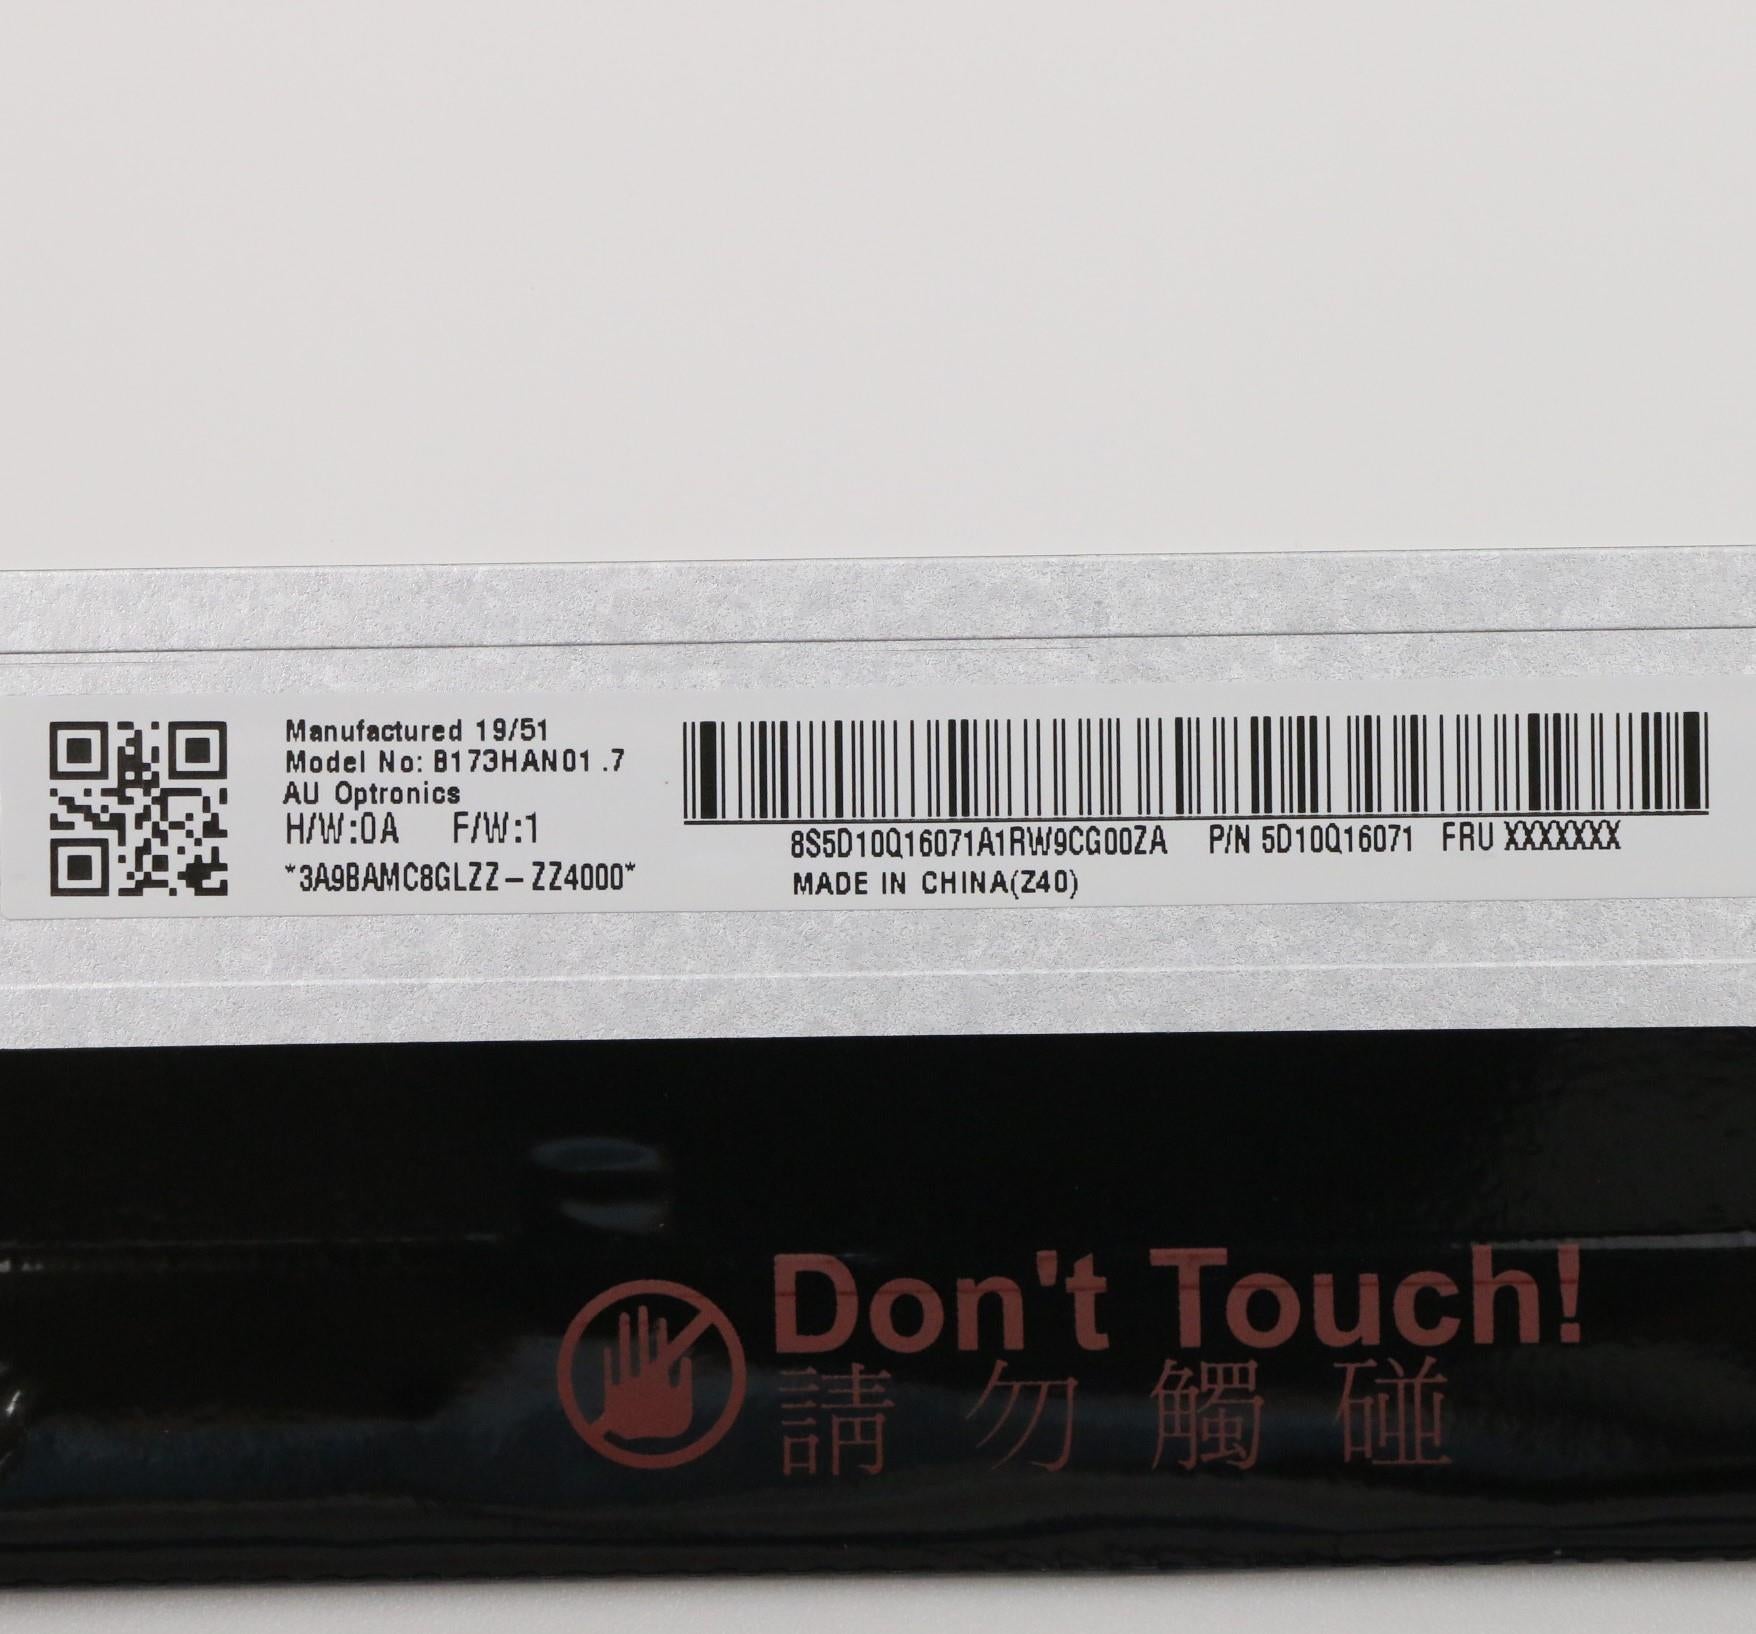 Manufactured 19/51
Model No: B173HAN01 .7
AU Optronics
H/W:0A F/W:1
*3A9BAMC8GLZZ-ZZ4000*
8S5D10Q16071A1RW9CG00ZA P/N 5D10Q16071 FRU XXXXXXX
MADE IN CHINA(Z40)
Don't Touch!
請勿觸碰